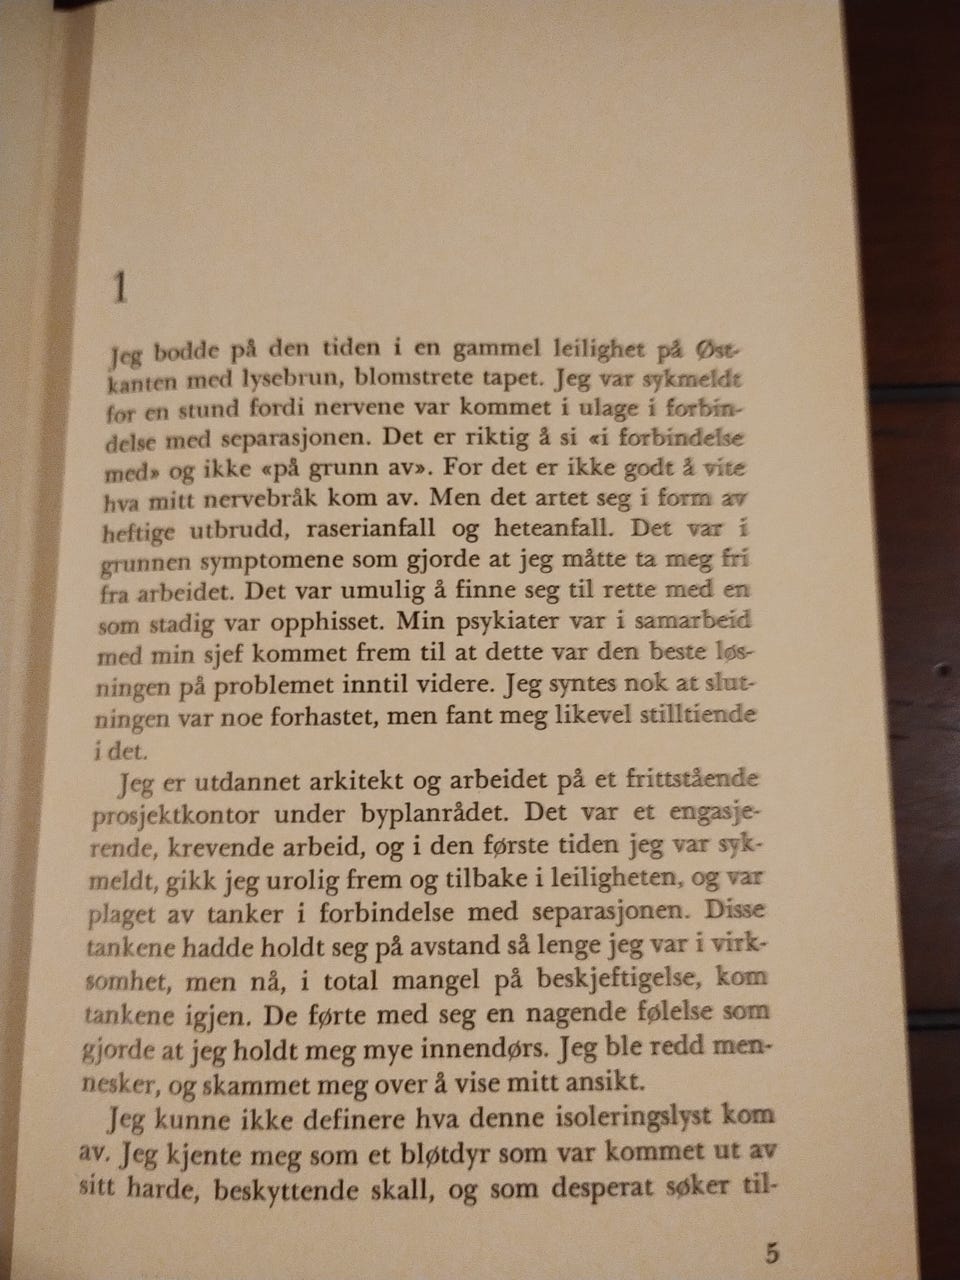 1
Jeg bodde på den tiden i en gammel leilighet på Øst-
kanten med lysebrun, blomstrete tapet. Jeg var sykmeldt
for en stund fordi nervene var kommet i ulage i forbin-
delse med separasjonen. Det er riktig å si «i forbindelse
med» og ikke «på grunn av». For det er ikke godt å vite
hva mitt nervebråk kom av. Men det artet seg i form av
heftige utbrudd, raserianfall og heteanfall. Det var i
grunnen symptomene som gjorde at jeg måtte ta meg fri
fra arbeidet. Det var umulig å finne seg til rette med en
som stadig var opphisset. Min psykiater var i samarbeid
med min sjef kommet frem til at dette var den beste løs-
ningen på problemet inntil videre. Jeg syntes nok at slut-
ningen var noe forhastet, men fant meg likevel stilltiende
i det.
Jeg er utdannet arkitekt og arbeidet på et frittstående
prosjektkontor under byplanrådet. Det var et engasje-
rende, krevende arbeid, og i den første tiden jeg var syk-
meldt, gikk jeg urolig frem og tilbake i leiligheten, og var
plaget av tanker i forbindelse med separasjonen. Disse
tankene hadde holdt seg på avstand så lenge jeg var i virk-
somhet, men nå, i total mangel på beskjeftigelse, kom
tankene igjen. De førte med seg en nagende følelse som
gjorde at jeg holdt meg mye innendørs. Jeg ble redd men-
nesker, og skammet meg over å vise mitt ansikt.
Jeg kunne ikke definere hva denne isoleringslyst kom
av. Jeg kjente meg som et bløtdyr som var kommet ut av
sitt harde, beskyttende skall, og som desperat søker til-
5